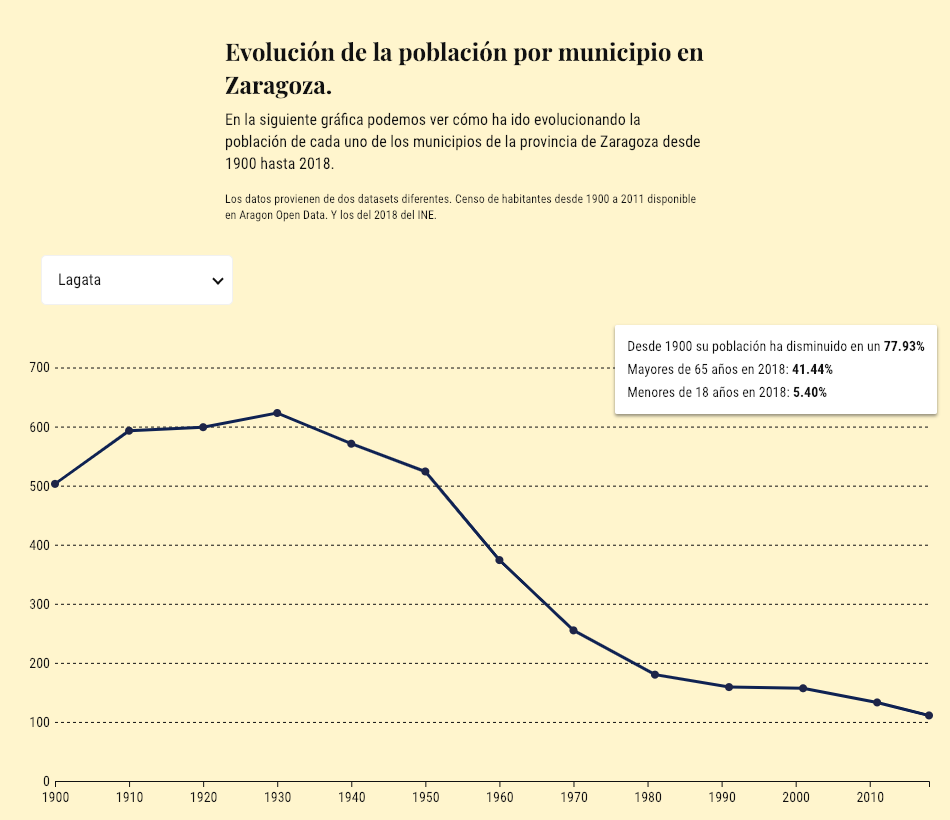 Evolución de la población por municipio en
Zaragoza.
En la siguiente gráfica podemos ver cómo ha ido evolucionando la
población de cada uno de los municipios de la provincia de Zaragoza desde
1900 hasta 2018.
Los datos provienen de dos datasets diferentes. Censo de habitantes desde 1900 a 2011 disponible
en Aragon Open Data. Y los del 2018 del INE.
Lagata
Desde 1900 su población ha disminuido en un 77.93%
Mayores de 65 años en 2018: 41.44%
Menores de 18 años en 2018: 5.40%
700
600
500
400
300
200
100
0
1900 1910 1920 1930 1940 1950 1960 1970 1980 1990 2000 2010